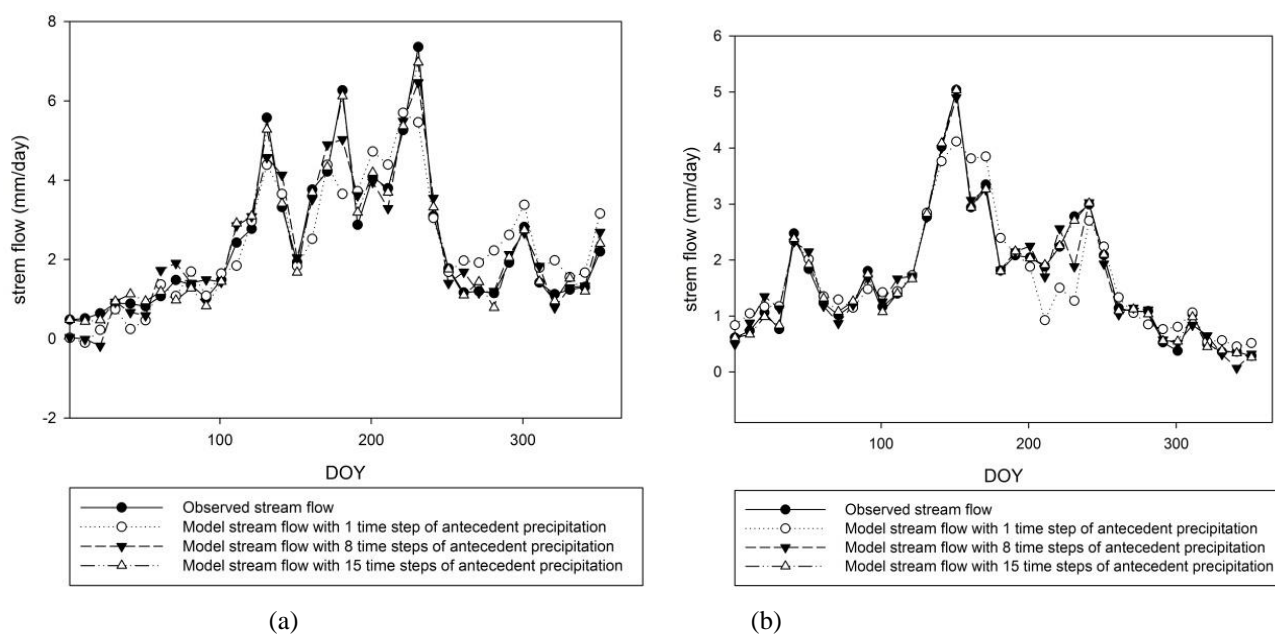 8
6
4
2
0
-2
strem flow (mm/day)
100
200
300
DOY
Observed stream flow
Model stream flow with 1 time step of antecedent precipitation
Model stream flow with 8 time steps of antecedent precipitation
Model stream flow with 15 time steps of antecedent precipitation
(a)
6
5
4
3
2
1
0
strem flow (mm/day)
100
200
300
DOY
Observed stream flow
Model stream flow with 1 time step of antecedent precipitation
Model stream flow with 8 time steps of antecedent precipitation
Model stream flow with 15 time steps of antecedent precipitation
(b)